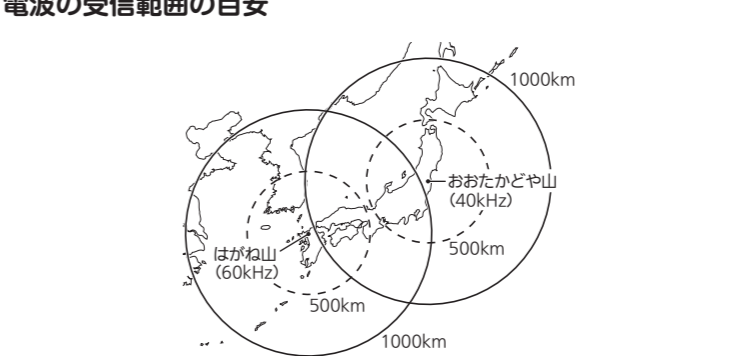 電波の受信範囲の目安
1000km
おおたかどや山
（40kHz）
500km
はがね山
（60kHz）
500km
1000km